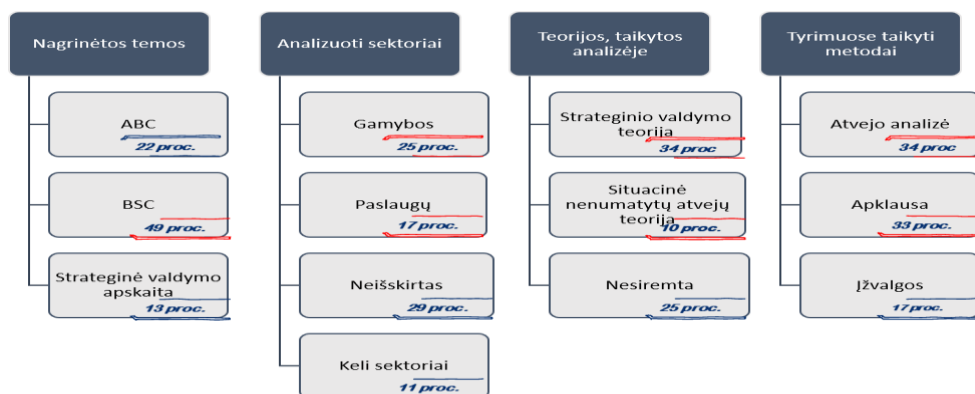 Nagrinėtos temos
ABC
22 proc.
BSC
49 proc.
Strateginė valdymo
apskaita
13 proc.
Analizuoti sektoriai
Gamybos
25 proc.
Paslaugų
17 proc.
Neišskirtas
29 proc.
Keli sektoriai
11 proc.
Teorijos, taikytos
analizėje
Strateginio valdymo
teorija
34 proc.
Situacinė
nenumatytų atvejų
teorija
10 proc.
Nesiremta
25 proc.
Tyrimuose taikyti
metodai
Atvejo analizė
34 proc.
Apklausa
33 proc.
Įžvalgos
17 proc.